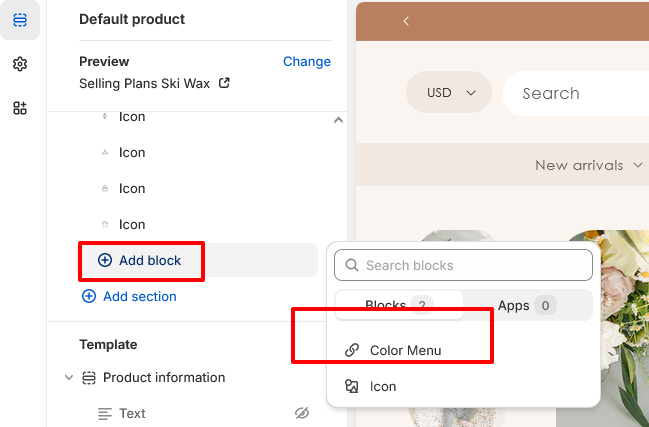 Default product
Preview
Change
Selling Plans Ski Wax
Icon
Icon
Icon
Icon
Add block
Add section
Template
Product information
Text
USD
Search
New arrivals
Search blocks
Blocks 2
Apps 0
Color Menu
Icon